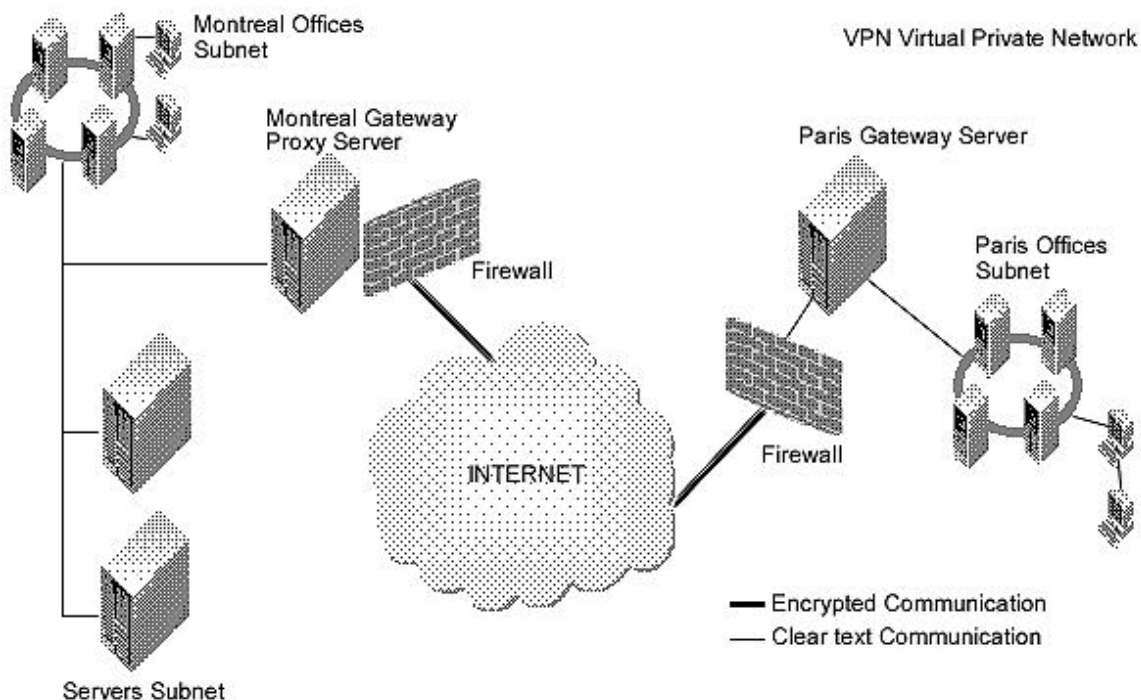 Montreal Offices
Subnet
VPN Virtual Private Network
Montreal Gateway
Proxy Server
Paris Gateway Server
Firewall
Paris Offices
Subnet
Firewall
INTERNET
Encrypted Communication
Clear text Communication
Servers Subnet